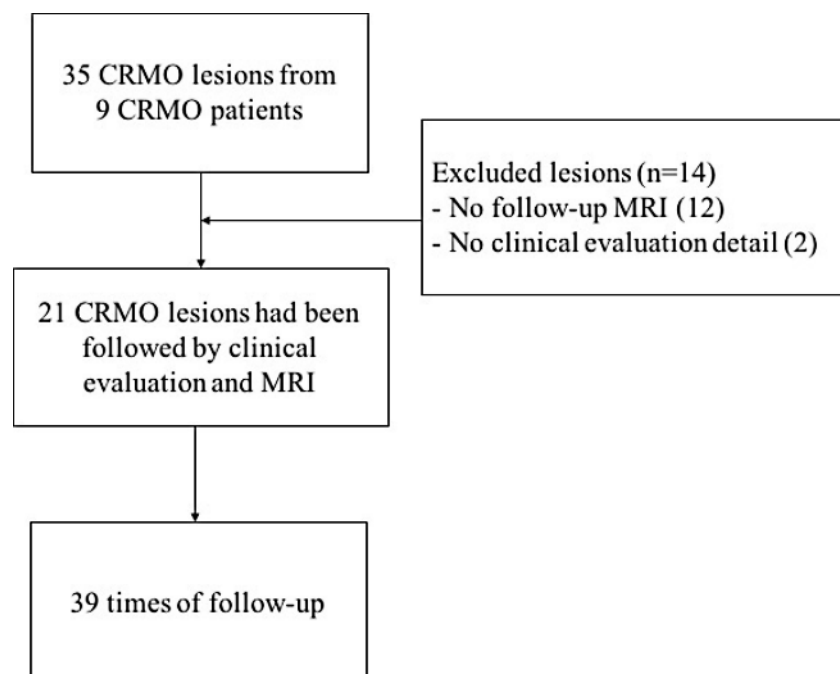 35 CRMO lesions from
9 CRMO patients
Excluded lesions (n=14)
- No follow-up MRI (12)
- No clinical evaluation detail (2)
21 CRMO lesions had been
followed by clinical
evaluation and MRI
39 times of follow-up